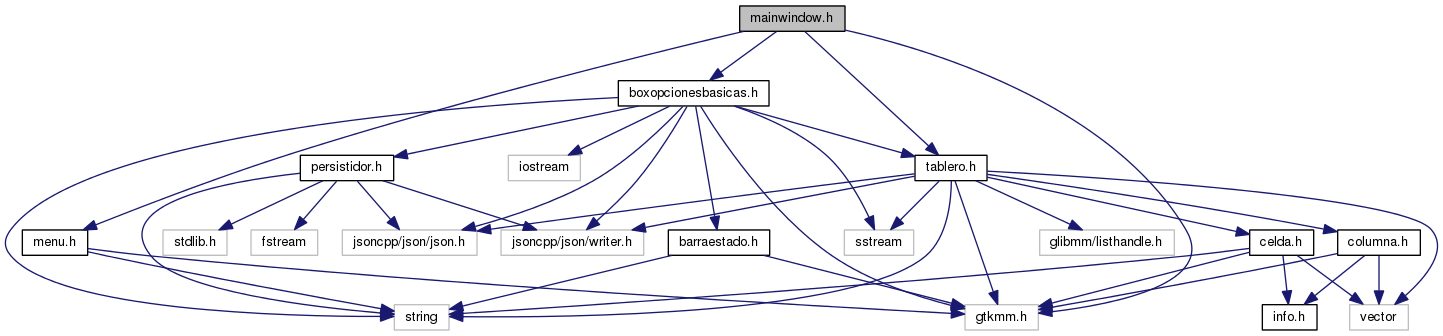 mainwindow.h
boxopcionesbasicas.h
persistidor.h
iostream
tablero.h
menu.h
stdlib.h
fstream
jsoncpp/json/json.h
jsoncpp/json/writer.h
barraestado.h
sstream
glibmm/listhandle.h
celda.h
columna.h
string
gtkmm.h
info.h
vector